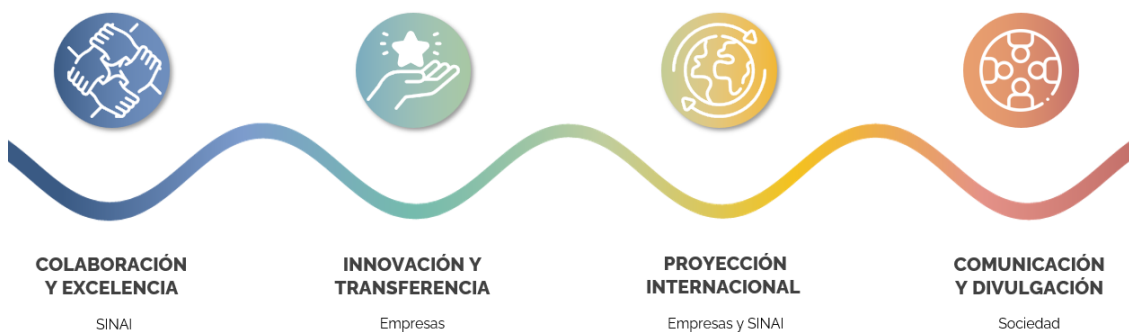 COLABORACIÓN
Y EXCELENCIA
SINAI
INNOVACIÓN Y
TRANSFERENCIA
Empresas
PROYECCIÓN
INTERNACIONAL
Empresas y SINAI
COMUNICACIÓN
Y DIVULGACIÓN
Sociedad